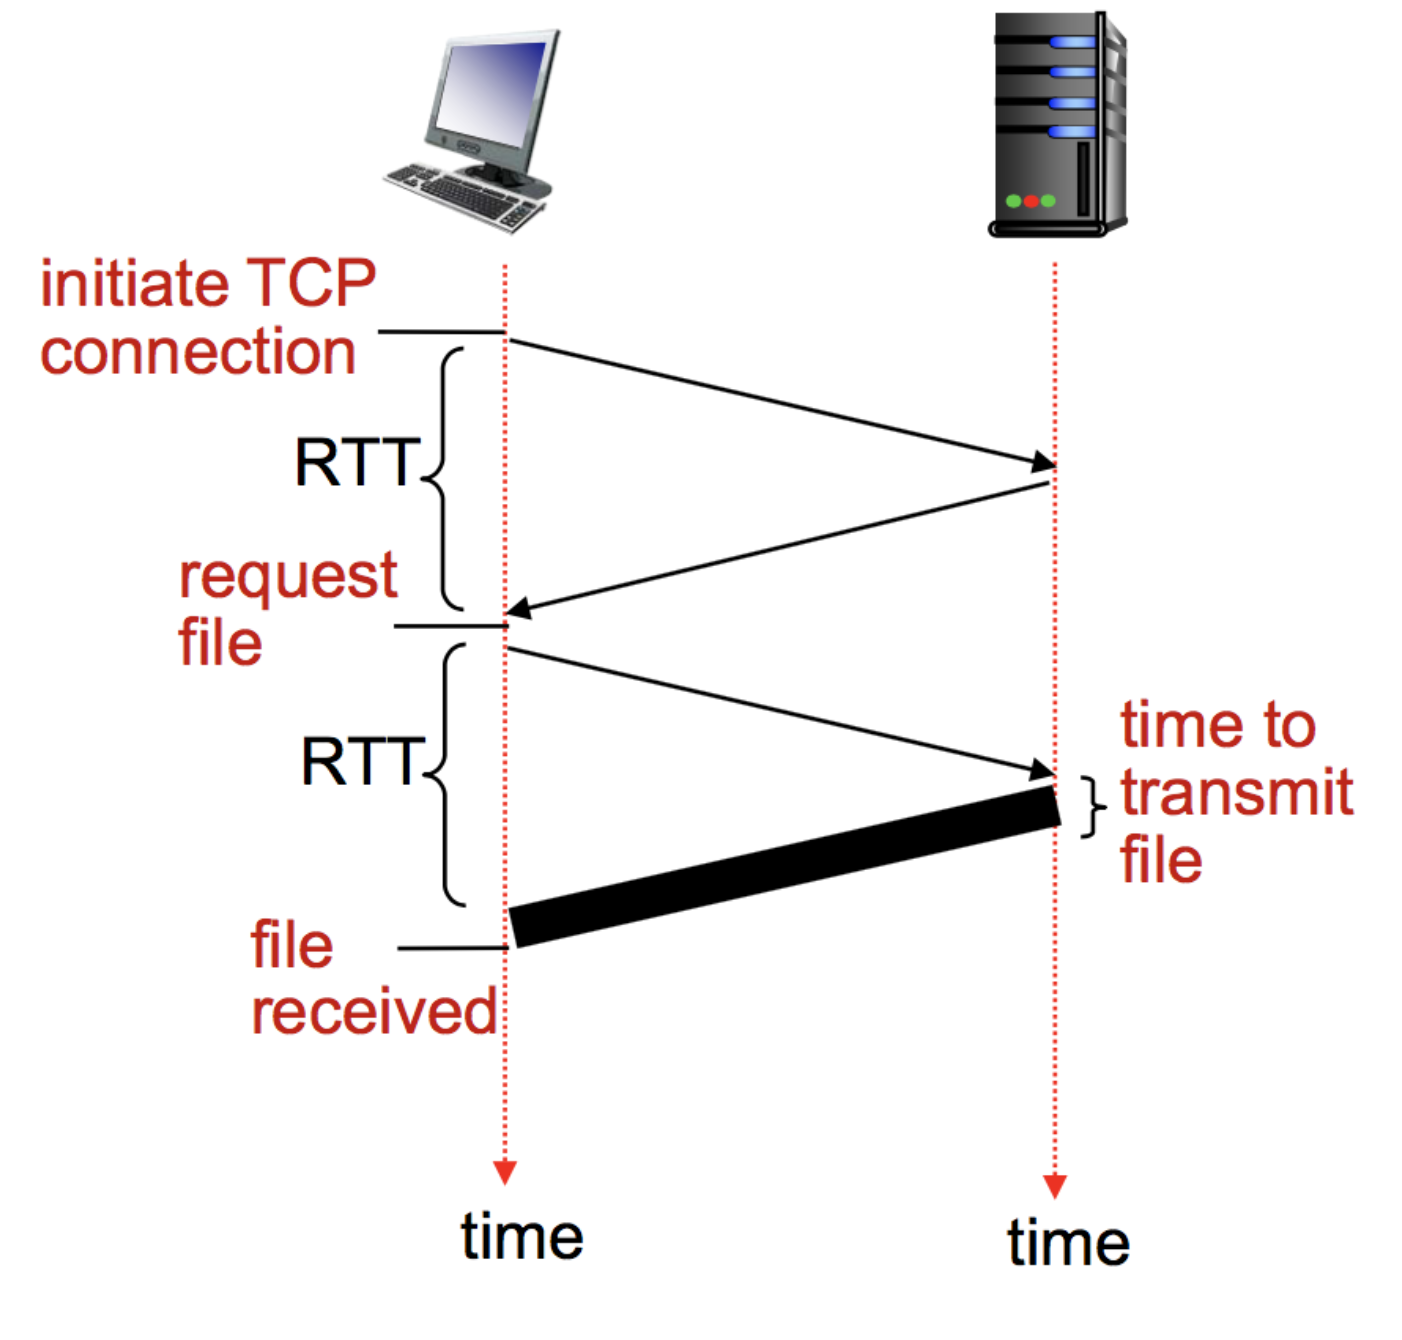 initiate TCP
connection
RTT
request
file
RTT
time to
transmit
file
file
received
time
time